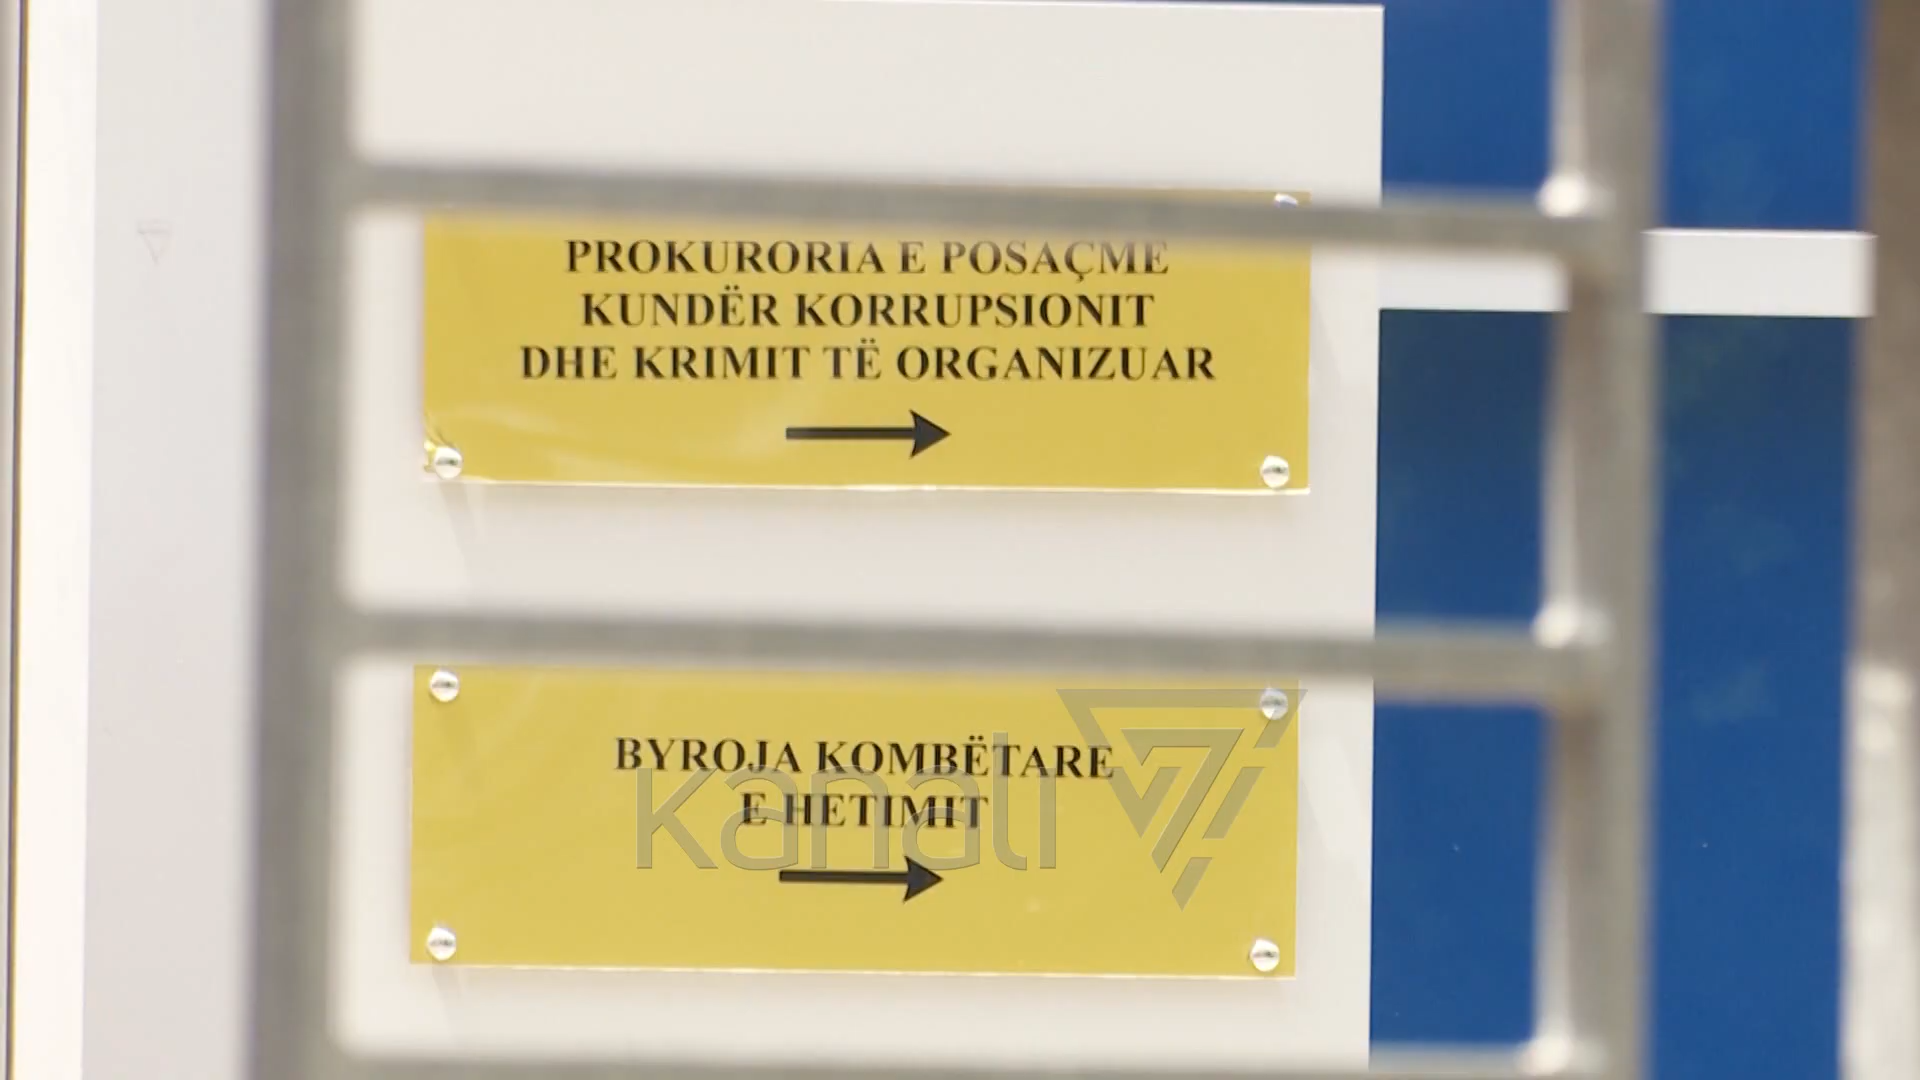 PROKURORIA E POSAÇME
KUNDËR KORRUPSIONIT
DHE KRIMIT TË ORGANIZUAR
BYROJA KOMBËTARE
E HETIMIT
kanali 7